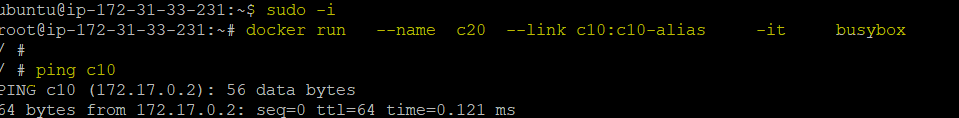 ubuntu@ip-172-31-33-231:~$ sudo -i
root@ip-172-31-33-231:~# docker run   --name  c20  --link c10:c10-alias     -it     busybox
/ #
/ # ping c10
PING c10 (172.17.0.2): 56 data bytes
64 bytes from 172.17.0.2: seq=0 ttl=64 time=0.121 ms